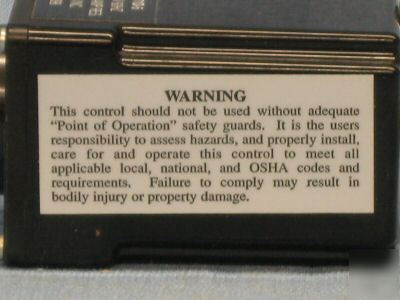 WARNING
This control should not be used without adequate
"Point of Operation" safety guards. It is the users
responsibility to assess hazards, and properly install,
care for and operate this control to meet all
applicable local, national, and OSHA codes and
requirements. Failure to comply may result in
bodily injury or property damage.